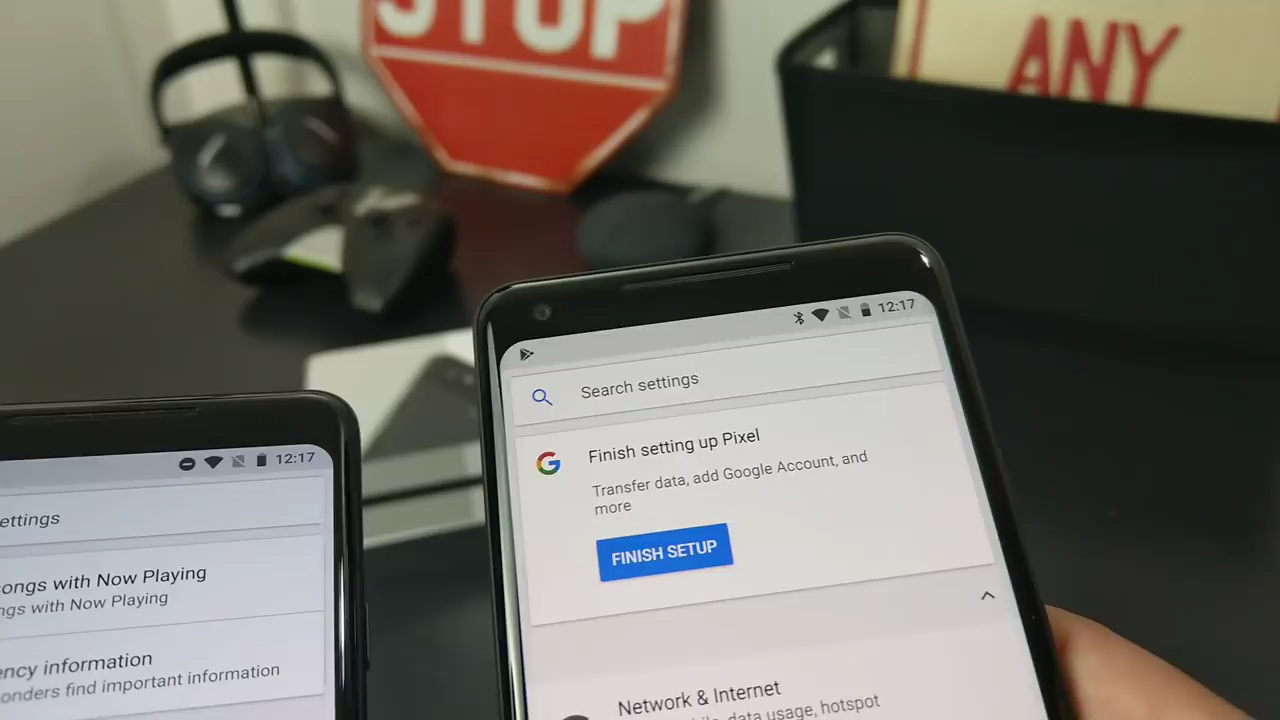 STOP
ANY
12:17
Search settings
Finish setting up Pixel
Transfer data, add Google Account, and
more
FINISH SETUP
Network & Internet
data usage, hotspot
12:17
ettings
ongs with Now Playing
ngs with Now Playing
ency information
onders find important information